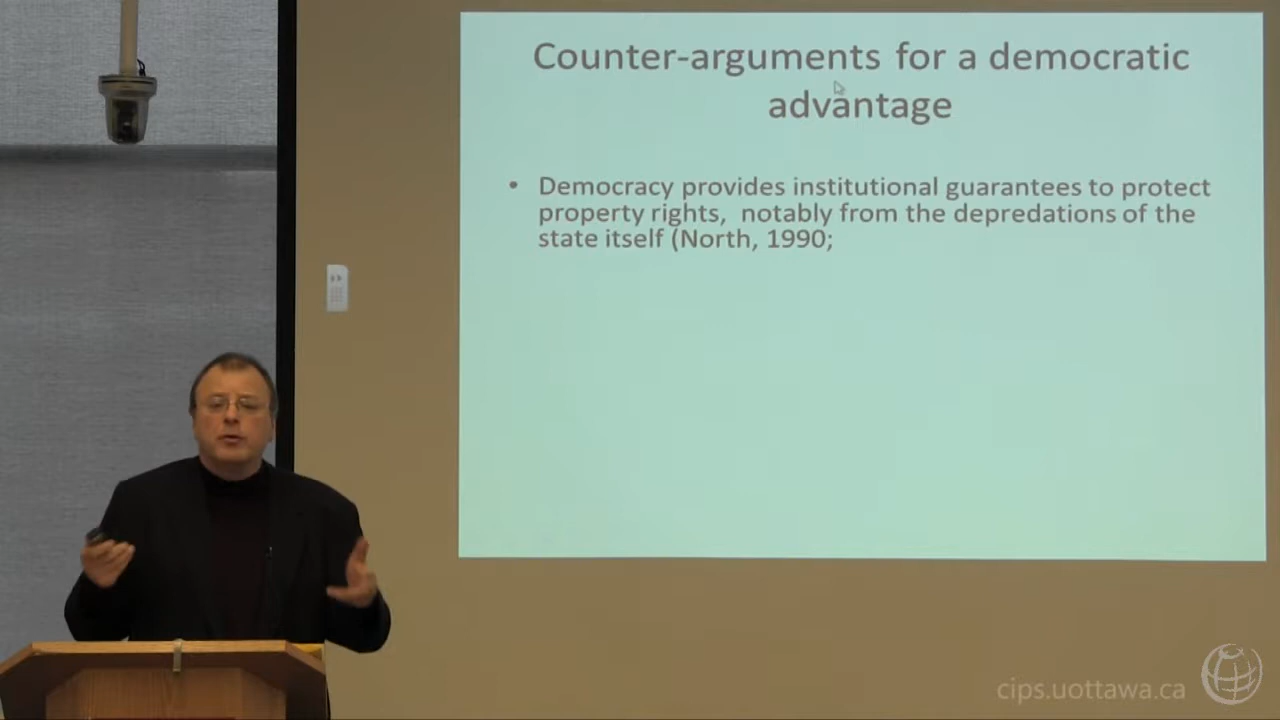 Counter-arguments for a democratic
advantage
• Democracy provides institutional guarantees to protect
property rights,  notably from the depredations of the
state itself (North, 1990;
cips.uottawa.ca